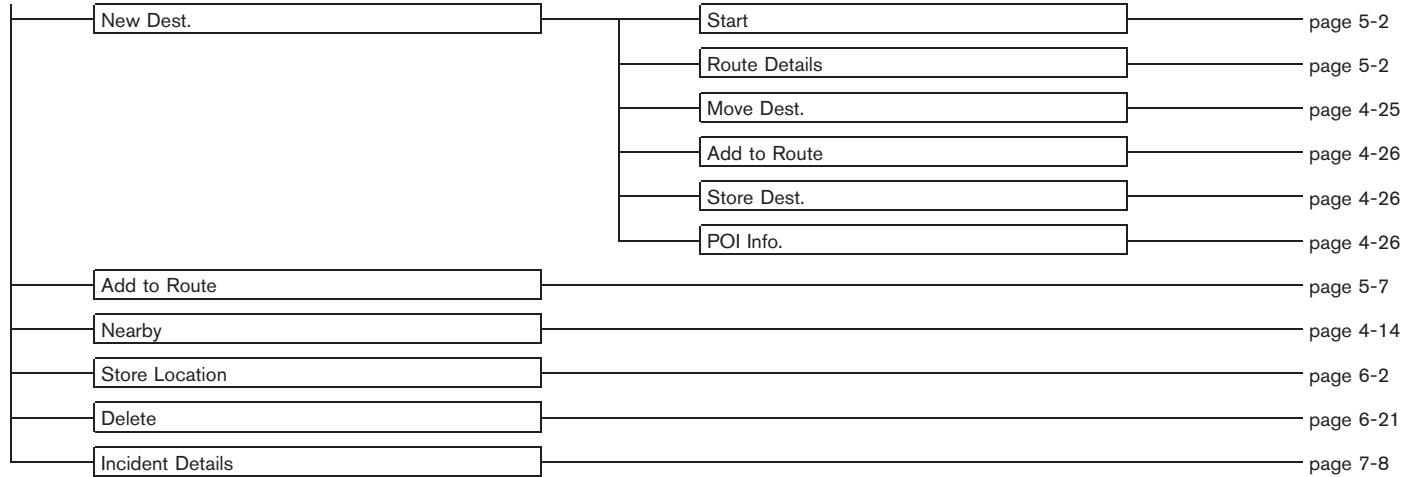 New Dest. Start page 5-2
Route Details page 5-2
Move Dest. page 4-25
Add to Route page 4-26
Store Dest. page 4-26
POI Info. page 4-26
Add to Route page 5-7
Nearby page 4-14
Store Location page 6-2
Delete page 6-21
Incident Details page 7-8